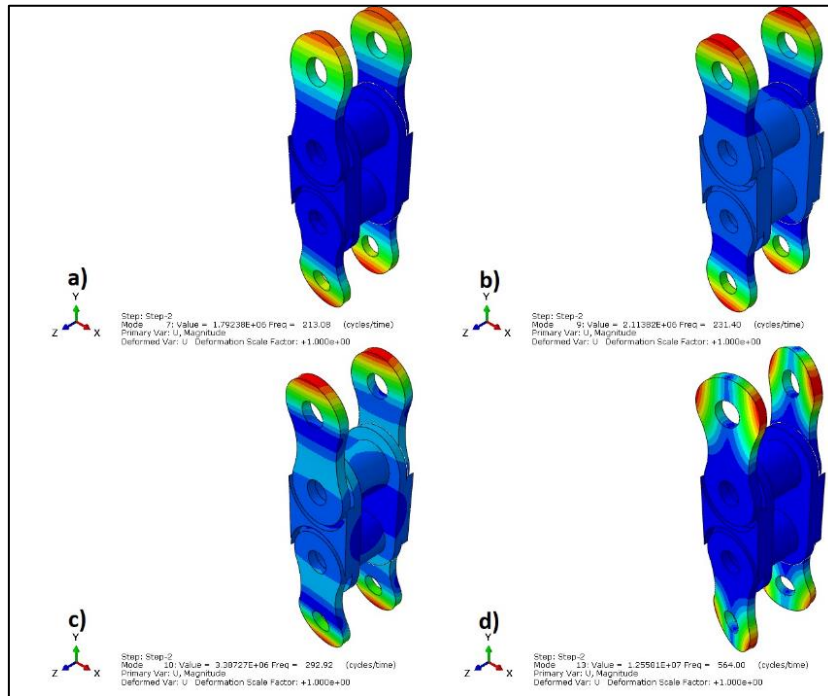 a)
Y
Z X
Step: Step-2
Mode 7: Value = 1.79238E+06 Freq = 213.08 (cycles/time)
Primary Var: U, Magnitude
Deformed Var: U Deformation Scale Factor: +1.000e+00
b)
Y
Z X
Step: Step-2
Mode 9: Value = 2.11382E+06 Freq = 231.40 (cycles/time)
Primary Var: U, Magnitude
Deformed Var: U Deformation Scale Factor: +1.000e+00
c)
Y
Z X
Step: Step-2
Mode 10: Value = 3.38727E+06 Freq = 292.92 (cycles/time)
Primary Var: U, Magnitude
Deformed Var: U Deformation Scale Factor: +1.000e+00
d)
Y
Z X
Step: Step-2
Mode 13: Value = 1.25581E+07 Freq = 564.00 (cycles/time)
Primary Var: U, Magnitude
Deformed Var: U Deformation Scale Factor: +1.000e+00